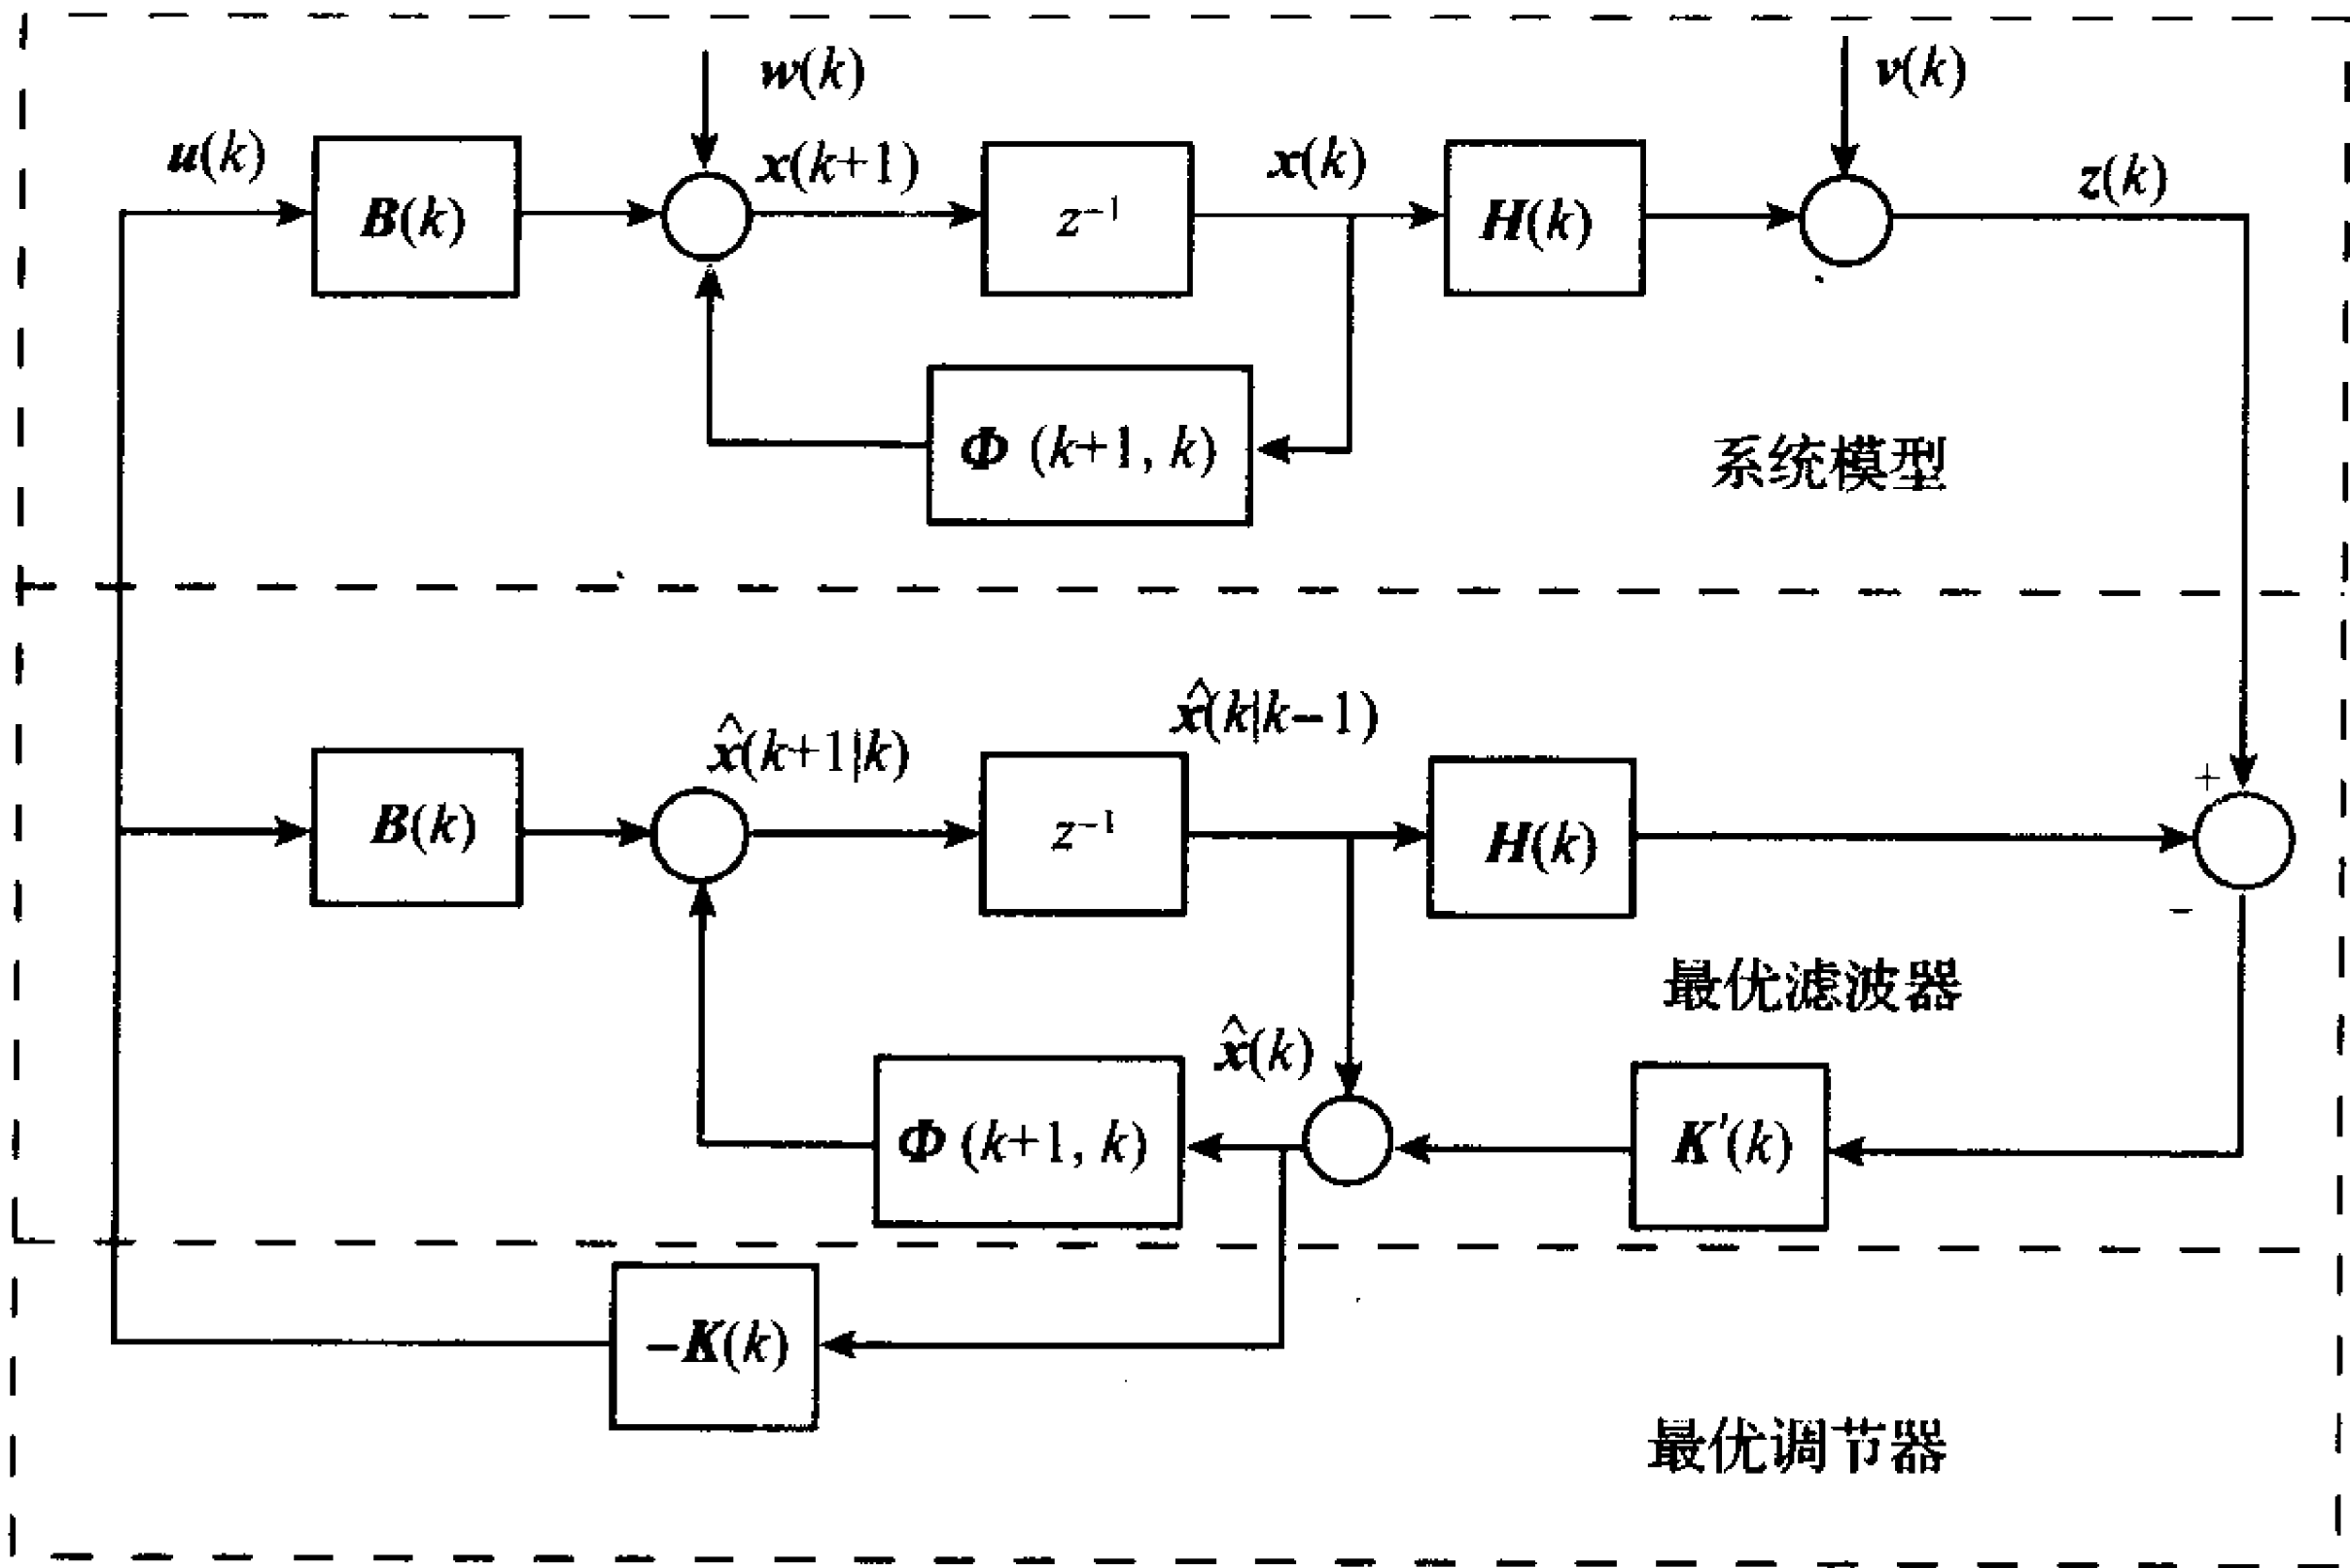 w(k)
v(k)
u(k)
B(k)
x(k+1)
z⁻¹
x(k)
H(k)
z(k)
Φ (k+1, k)
系统模型
x̂(k+1|k)
x̂(k|k−1)
B(k)
z⁻¹
H(k)
+
−
最优滤波器
x̂(k)
Φ (k+1, k)
K′(k)
−K(k)
最优调节器